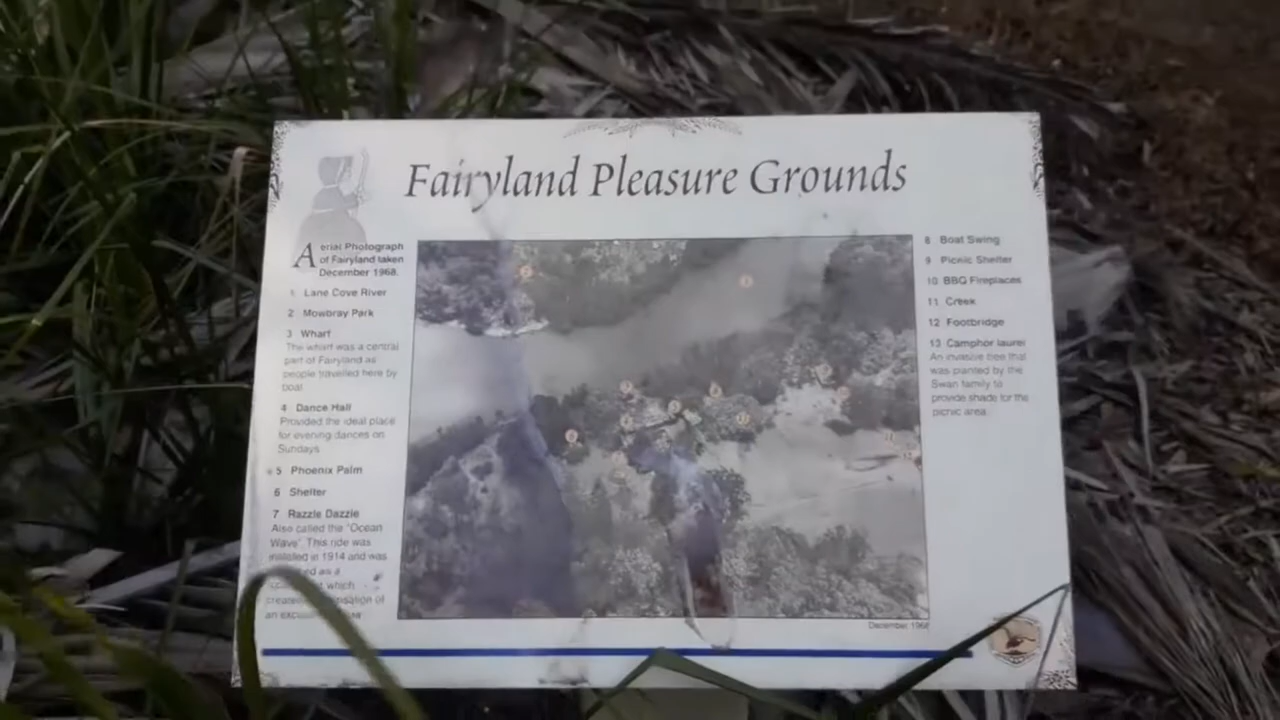 Fairyland Pleasure Grounds
Aerial Photograph
of Fairyland taken
December 1968.
1 Lane Cove River
2 Mowbray Park
3 Wharf
The wharf was a central
part of Fairyland as
people travelled here by
boat
4 Dance Hall
Provided the ideal place
for evening dances on
Sundays
5 Phoenix Palm
6 Shelter
7 Razzle Dazzle
Also called the "Ocean
Wave". This ride was
installed in 1914 and was
as a
which
of
an
8 Boat Swing
9 Picnic Shelter
10 BBQ Fireplaces
11 Creek
12 Footbridge
13 Camphor laurel
An invasive tree that
was planted by the
Swan family to
provide shade for the
picnic area.
December 1968